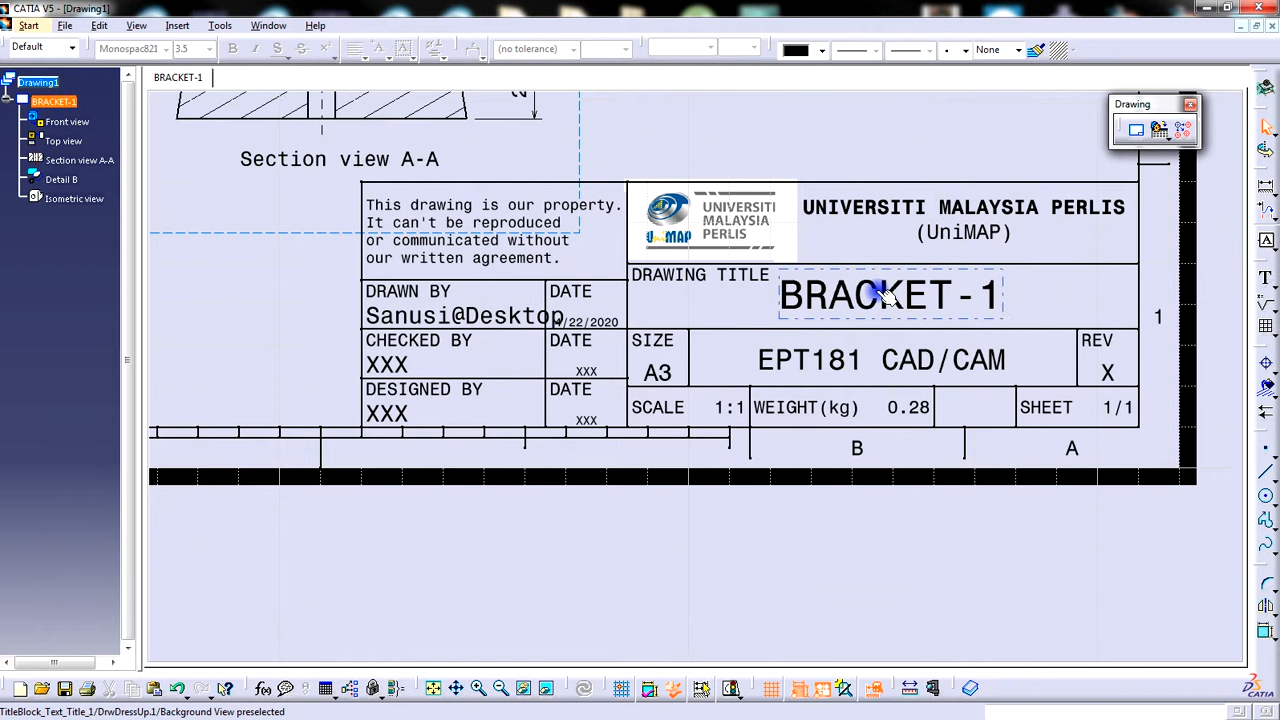 CATIA V5 - [Drawing1]
Start File Edit View Insert Tools Window Help
Default Monospac821 3.5 B I S (no tolerance) None
Drawing1
BRACKET-1
Front view
Top view
Section view A-A
Detail B
Isometric view
BRACKET-1
Drawing
Section view A-A
This drawing is our property.
It can't be reproduced
or communicated without
our written agreement.
UniMAP
UNIVERSITI
MALAYSIA
PERLIS
UNIVERSITI MALAYSIA PERLIS
(UniMAP)
DRAWING TITLE BRACKET-1
DRAWN BY DATE
Sanusi@Desktop 4/22/2020
CHECKED BY DATE
XXX XXX
DESIGNED BY DATE
XXX XXX
SIZE
A3
EPT181 CAD/CAM
REV
X
SCALE 1:1 WEIGHT(kg) 0.28 SHEET 1/1
1
B A
f(x)
DS
CATIA
TitleBlock_Text_Title_1/DrwDressUp.1/Background View preselected